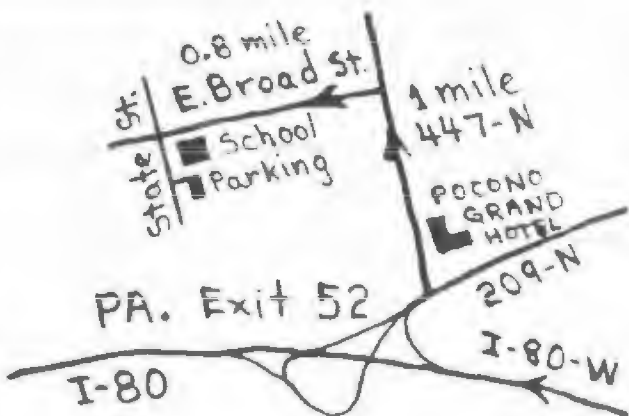 0.8 mile
E. Broad St.
1 mile
447-N
State St.
School
Parking
POCONO
GRAND
HOTEL
209-N
PA. Exit 52
I-80-W
I-80